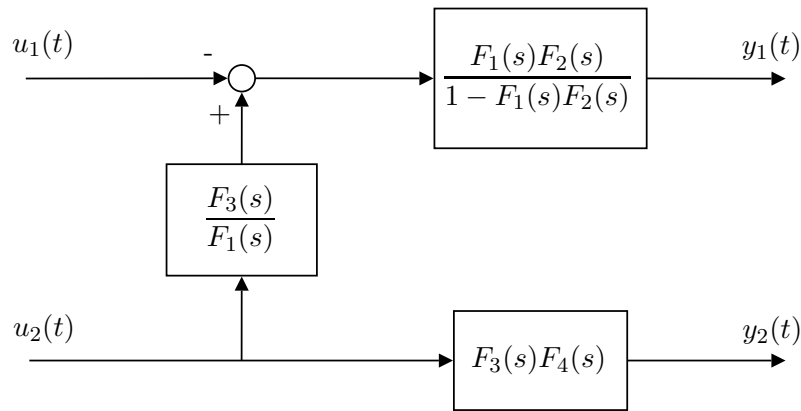 u₁(t)
-
F₁(s)F₂(s)
1 − F₁(s)F₂(s)
y₁(t)
+
F₃(s)
F₁(s)
u₂(t)
F₃(s)F₄(s)
y₂(t)